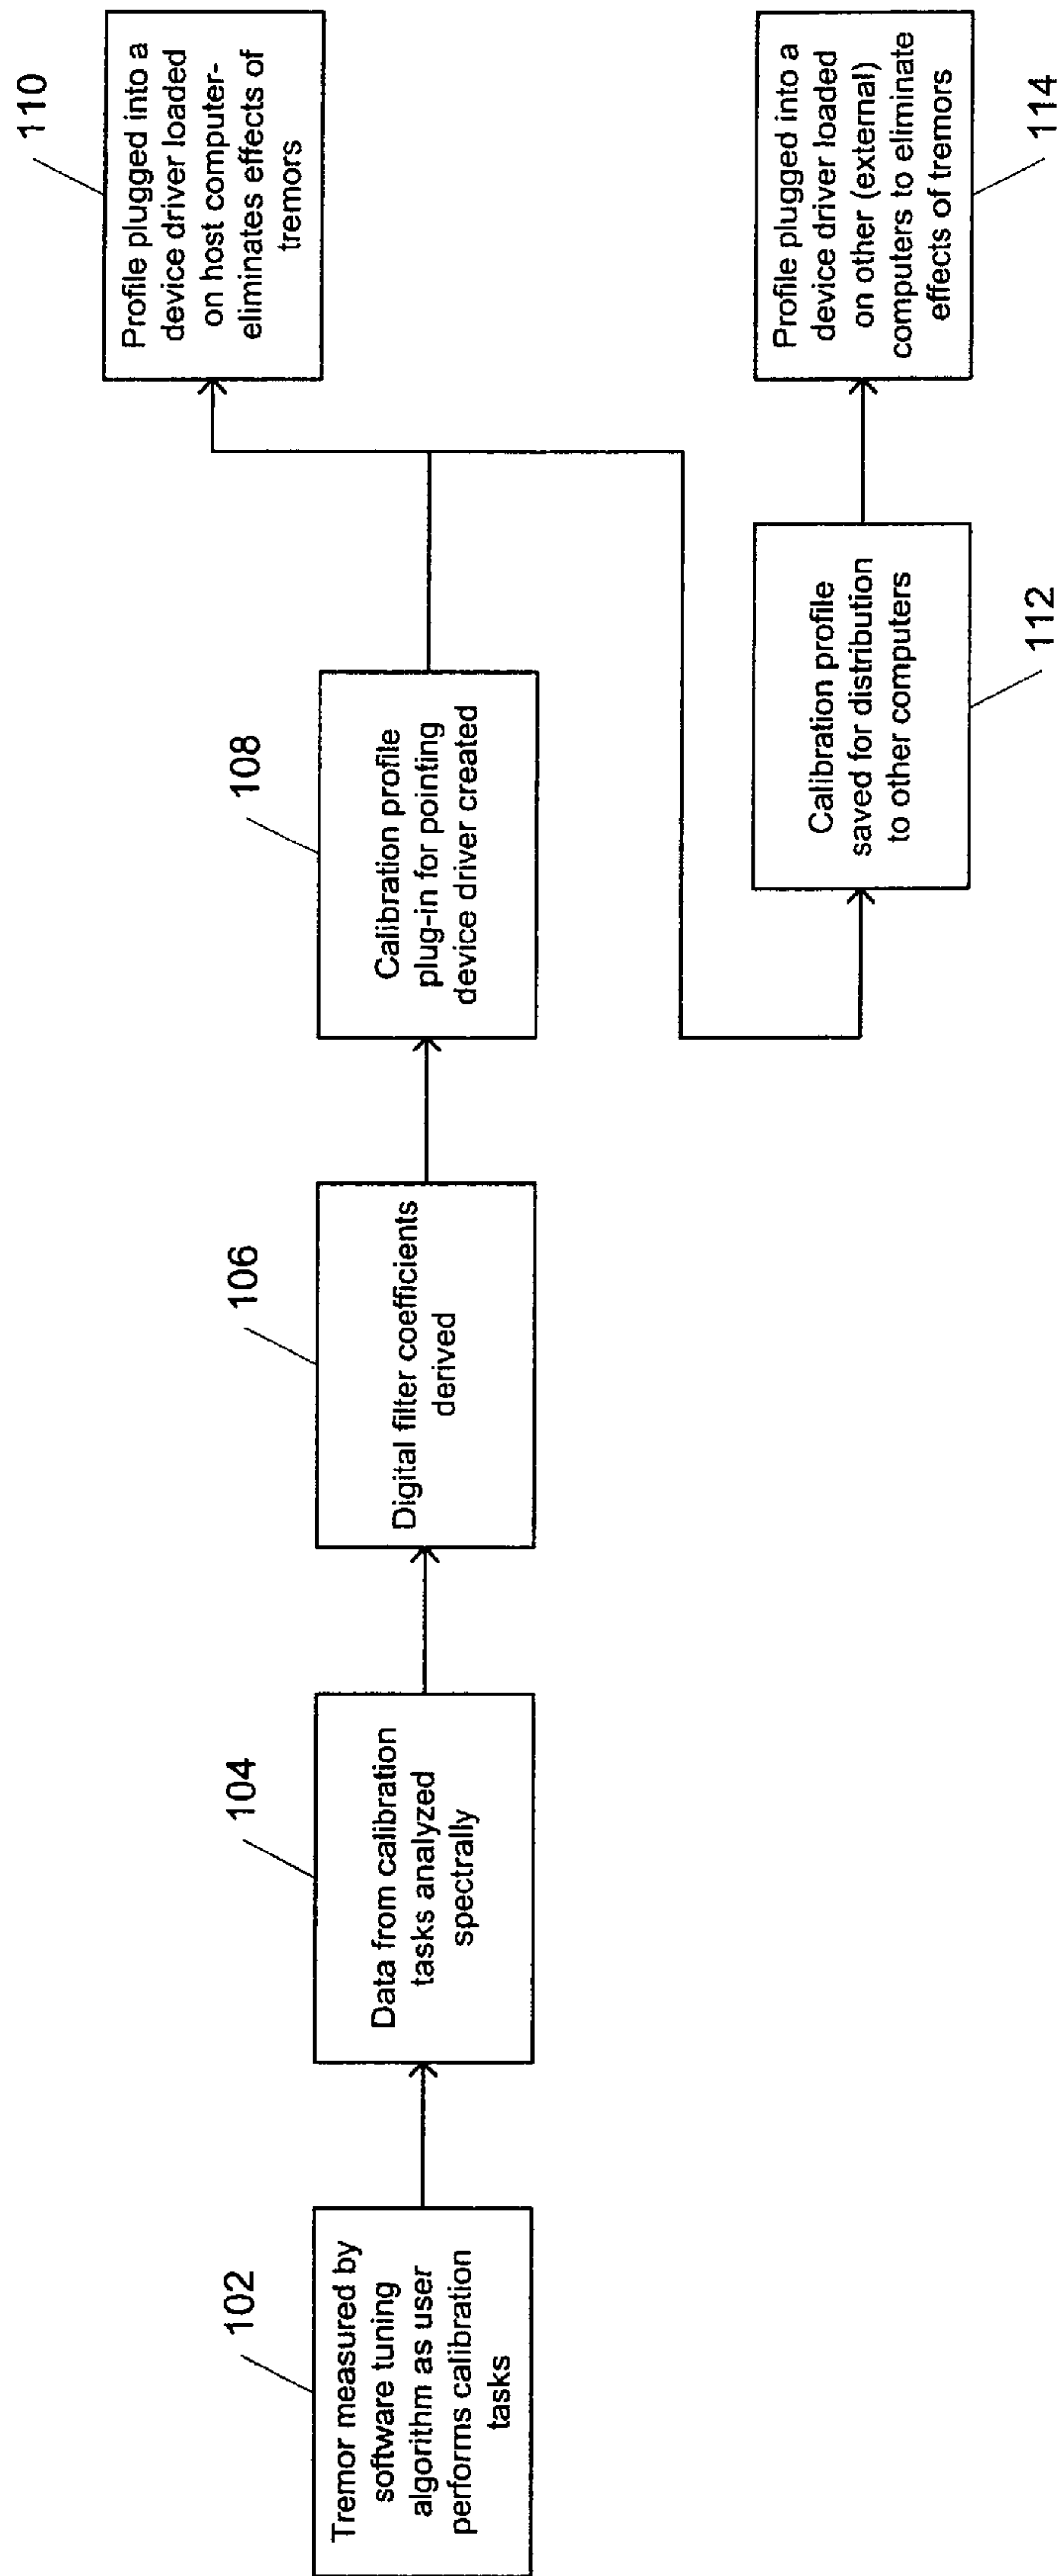 102
Tremor measured by
software tuning
algorithm as user
performs calibration
tasks
104
Data from calibration
tasks analyzed
spectrally
106
Digital filter coefficients
derived
108
Calibration profile
plug-in for pointing
device driver created
110
Profile plugged into a
device driver loaded
on host computer-
eliminates effects of
tremors
Calibration profile
saved for distribution
to other computers
112
Profile plugged into a
device driver loaded
on other (external)
computers to eliminate
effects of tremors
114